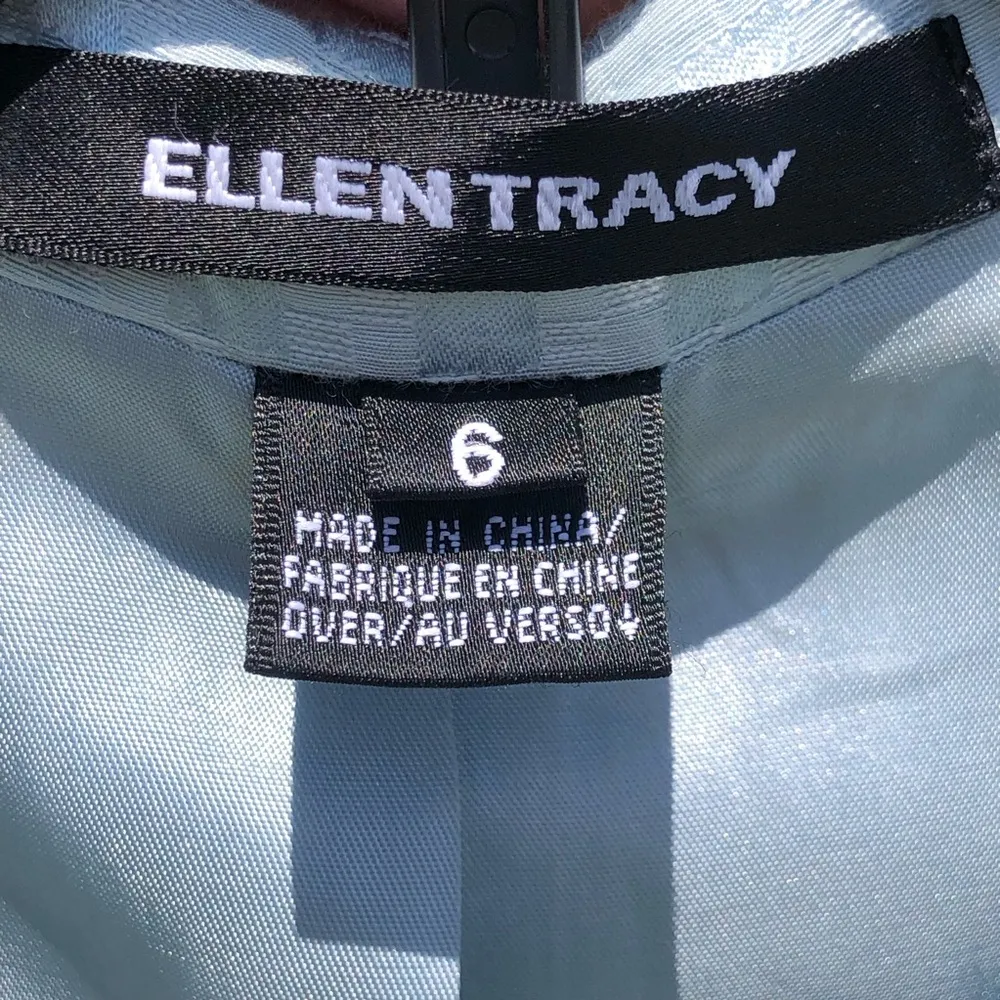 ELLEN TRACY
6
MADE IN CHINA/
FABRIQUE EN CHINE
OVER/AU VERSO↓